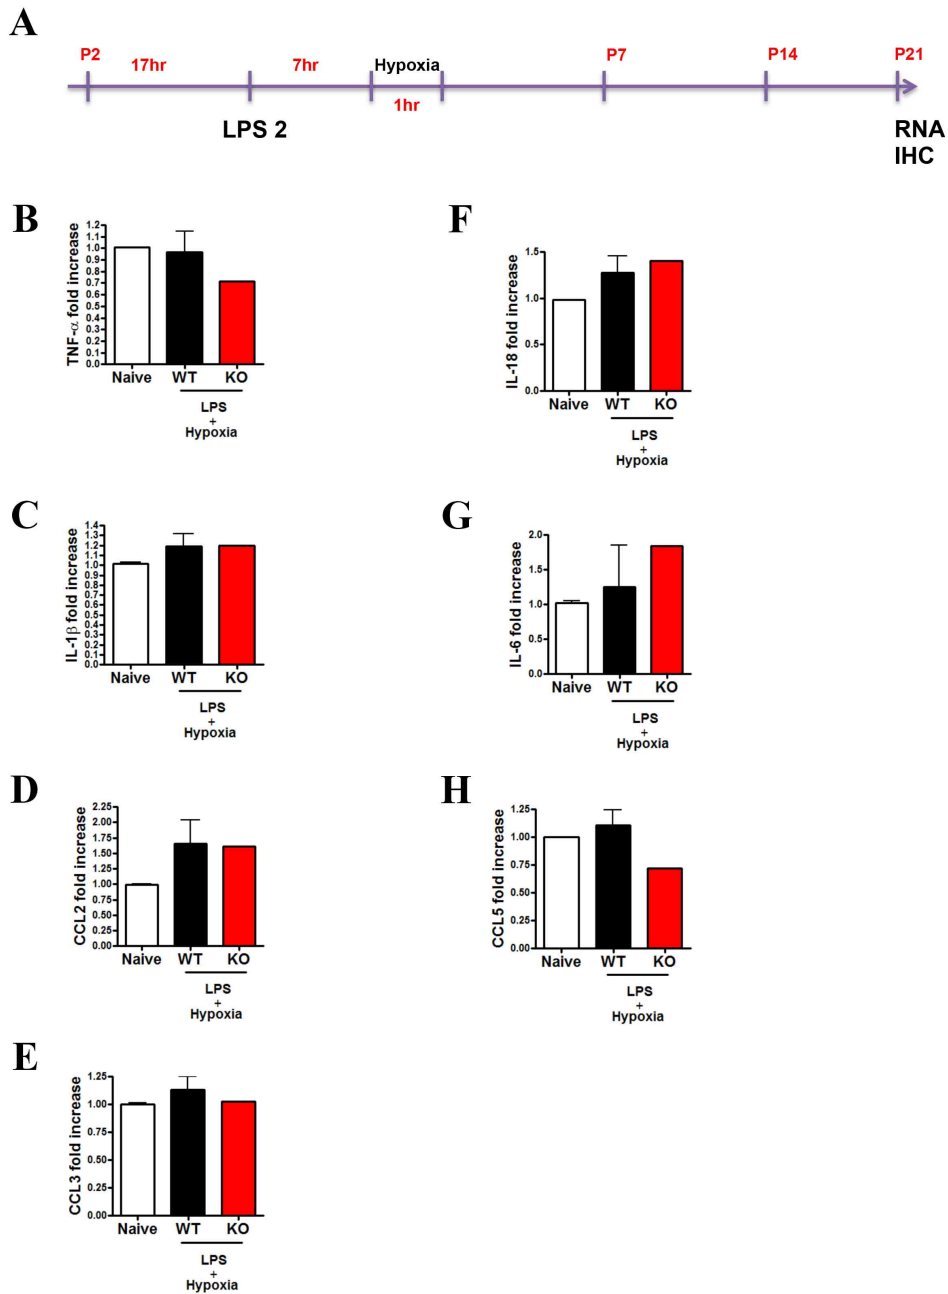 A
P2
17hr
7hr
Hypoxia
P7
P14
P21
1hr
LPS 2
RNA
IHC
B
TNF-α fold increase
1.2
1.1
1.0
0.9
0.8
0.7
0.6
0.5
0.4
0.3
0.2
0.1
0.0
Naive WT KO
LPS
+
Hypoxia
F
IL-18 fold increase
1.5
1.0
0.5
0.0
Naive WT KO
LPS
+
Hypoxia
C
IL-1β fold increase
1.4
1.3
1.2
1.1
1.0
0.9
0.8
0.7
0.6
0.5
0.4
0.3
0.2
0.1
0.0
Naive WT KO
LPS
+
Hypoxia
G
IL-6 fold increase
2.0
1.5
1.0
0.5
0.0
Naive WT KO
LPS
+
Hypoxia
D
CCL2 fold increase
2.25
2.00
1.75
1.50
1.25
1.00
0.75
0.50
0.25
0.00
Naive WT KO
LPS
+
Hypoxia
H
CCL5 fold increase
1.25
1.00
0.75
0.50
0.25
0.00
Naive WT KO
LPS
+
Hypoxia
E
CCL3 fold increase
1.25
1.00
0.75
0.50
0.25
0.00
Naive WT KO
LPS
+
Hypoxia